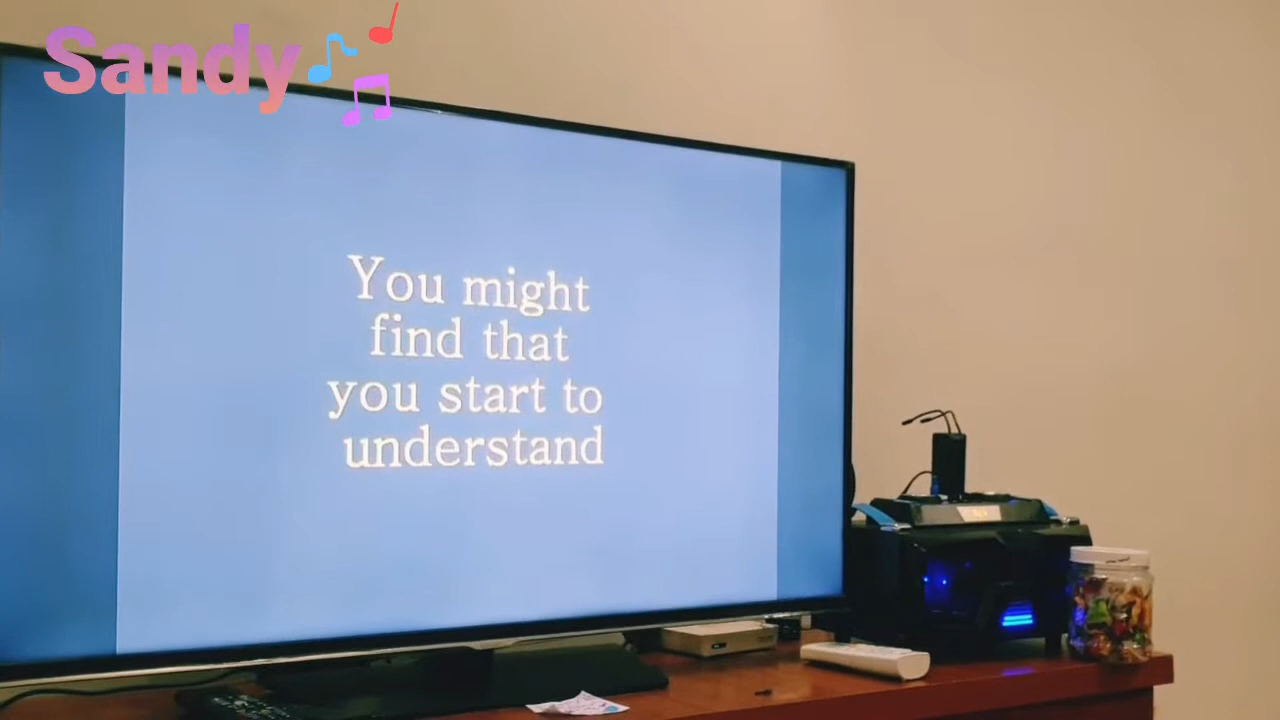 Sandy
You might
find that
you start to
understand